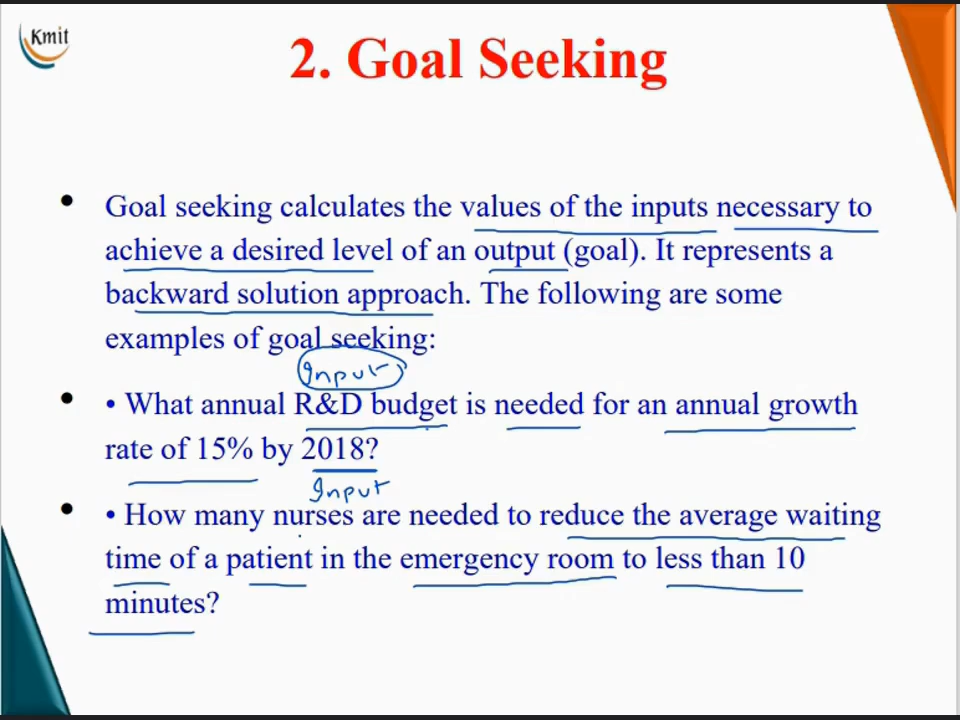 Kmit
2. Goal Seeking
• Goal seeking calculates the values of the inputs necessary to
achieve a desired level of an output (goal). It represents a
backward solution approach. The following are some
examples of goal seeking:
Input
• • What annual R&D budget is needed for an annual growth
rate of 15% by 2018?
Input
• • How many nurses are needed to reduce the average waiting
time of a patient in the emergency room to less than 10
minutes?